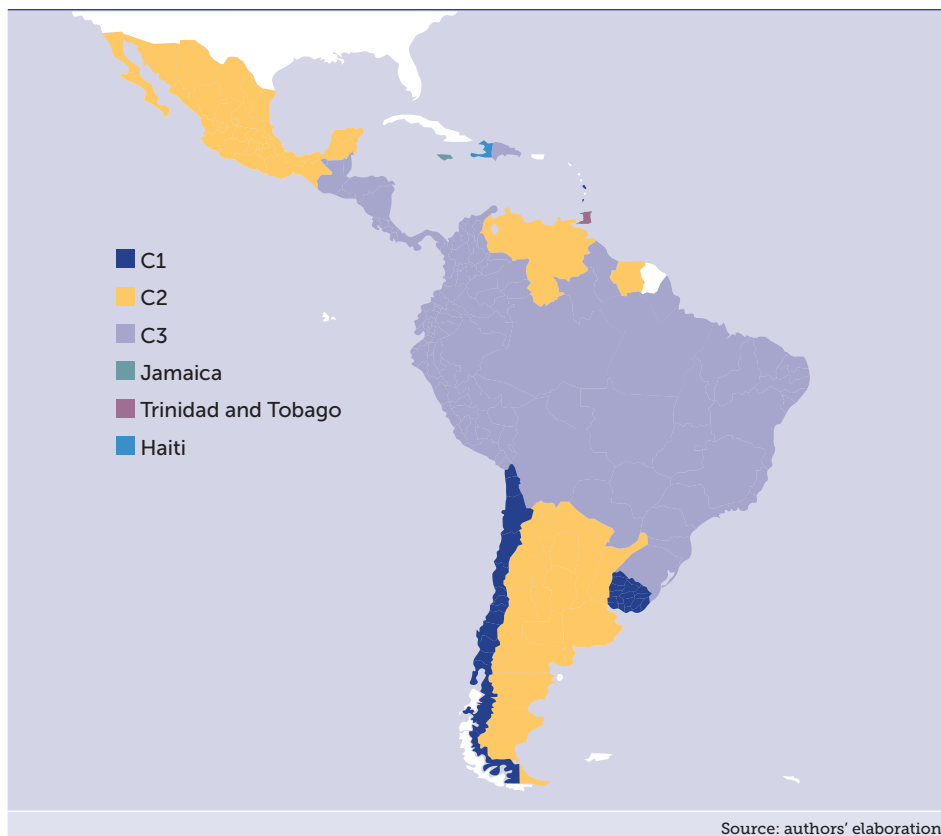 C1
C2
C3
Jamaica
Trinidad and Tobago
Haiti
Source: authors' elaboration